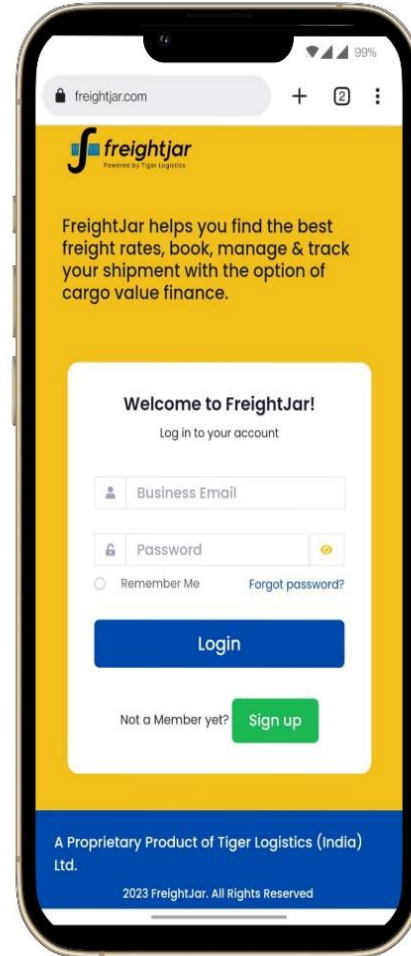 99%
freightjar.com
2
freightjar
Powered by Tiger Logistics
FreightJar helps you find the best
freight rates, book, manage & track
your shipment with the option of
cargo value finance.
Welcome to FreightJar!
Log in to your account
Business Email
Password
Remember Me Forgot password?
Login
Not a Member yet? Sign up
A Proprietary Product of Tiger Logistics (India)
Ltd.
2023 FreightJar. All Rights Reserved